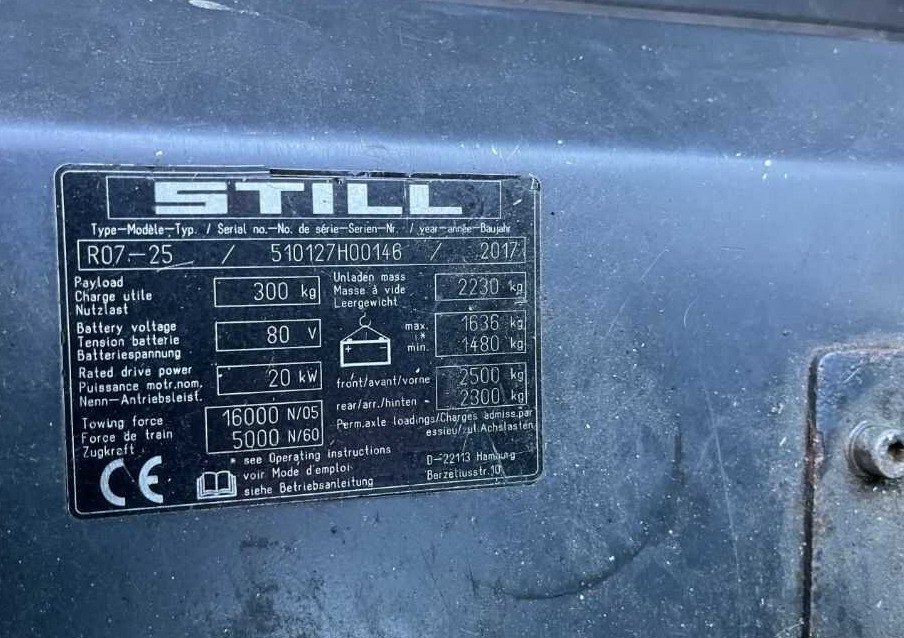 STILL
Type-Modèle-Typ. / Serial no.-No. de série-Serien-Nr. / year-année-Baujahr
R07-25 / 510127H00146 / 2017
Payload
Charge utile
Nutzlast
300 kg
Unladen mass
Masse à vide
Leergewicht
2230 kg
Battery voltage
Tension batterie
Batteriespannung
80 V
max. 1636 kg
*
min. 1480 kg
Rated drive power
Puissance motr.nom.
Nenn-Antriebsleist.
20 kW
front/avant/vorne 2500 kg
rear/arr./hinten 2300 kg
Perm.axle loadings/Charges admiss.par
essieu/zul.Achslasten
Towing force
Force de train
Zugkraft
16000 N/05
5000 N/60
* see Operating instructions
voir Mode d'emploi
siehe Betriebsanleitung
CE
D-22113 Hamburg
Berzeliusstr.10